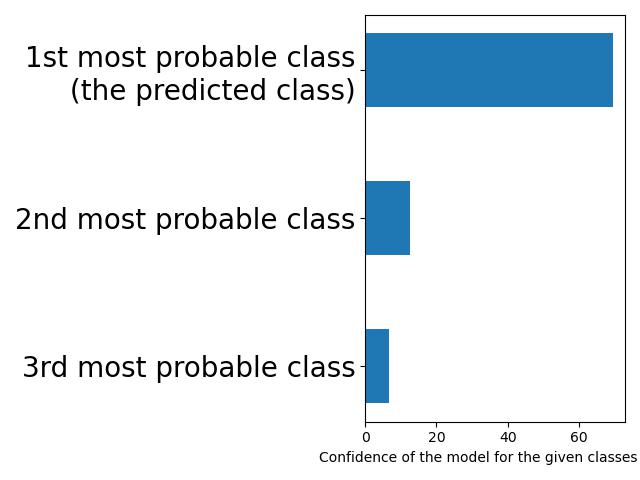 1st most probable class
(the predicted class)
2nd most probable class
3rd most probable class
0 20 40 60
Confidence of the model for the given classes